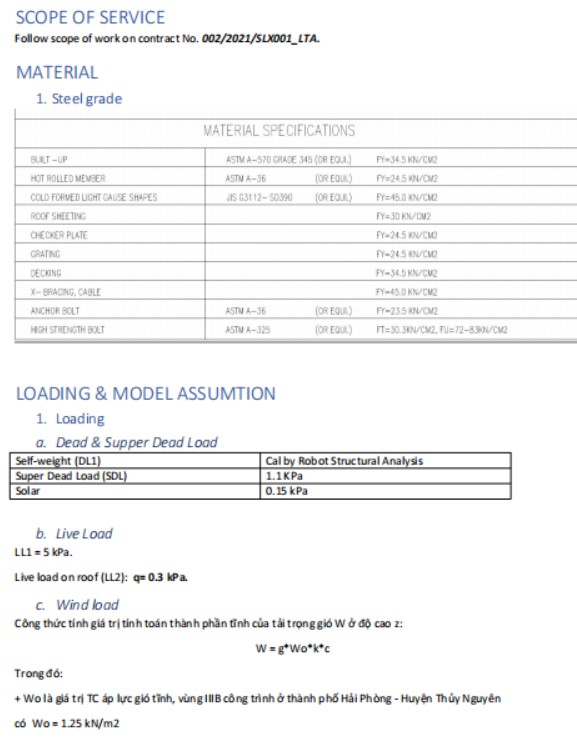 SCOPE OF SERVICE
Follow scope of work on contract No. 002/2021/SLX001_LTA.
MATERIAL
1. Steel grade
MATERIAL SPECIFICATIONS
BUILT –UP ASTM A–570 GRADE 345 (OR EQUL) FY=34.5 KN/CM2
HOT ROLLED MEMBER ASTM A–36 (OR EQUL) FY=24.5 KN/CM2
COLD FORMED LIGHT GAUSE SHAPES JIS G3112– SD390 (OR EQUL) FY=45.0 KN/CM2
ROOF SHEETING FY=30 KN/CM2
CHECKER PLATE FY=24.5 KN/CM2
GRATING FY=24.5 KN/CM2
DECKING FY=34.5 KN/CM2
X– BRACING, CABLE FY=45.0 KN/CM2
ANCHOR BOLT ASTM A–36 (OR EQUL) FY=23.5 KN/CM2
HIGH STRENGTH BOLT ASTM A–325 (OR EQUL) FT=30.3KN/CM2, FU=72–83KN/CM2
LOADING & MODEL ASSUMTION
1. Loading
a. Dead & Supper Dead Load
Self-weight (DL1) Cal by Robot Structural Analysis
Super Dead Load (SDL) 1.1 KPa
Solar 0.15 kPa
b. Live Load
LL1 = 5 kPa.
Live load on roof (LL2): q= 0.3 kPa.
c. Wind load
Công thức tính giá trị tính toán thành phần tĩnh của tải trọng gió W ở độ cao z:
W = g*Wo*k*c
Trong đó:
+ Wo là giá trị TC áp lực gió tĩnh, vùng IIIB công trình ở thành phố Hải Phòng - Huyện Thủy Nguyên
có Wo = 1.25 kN/m2